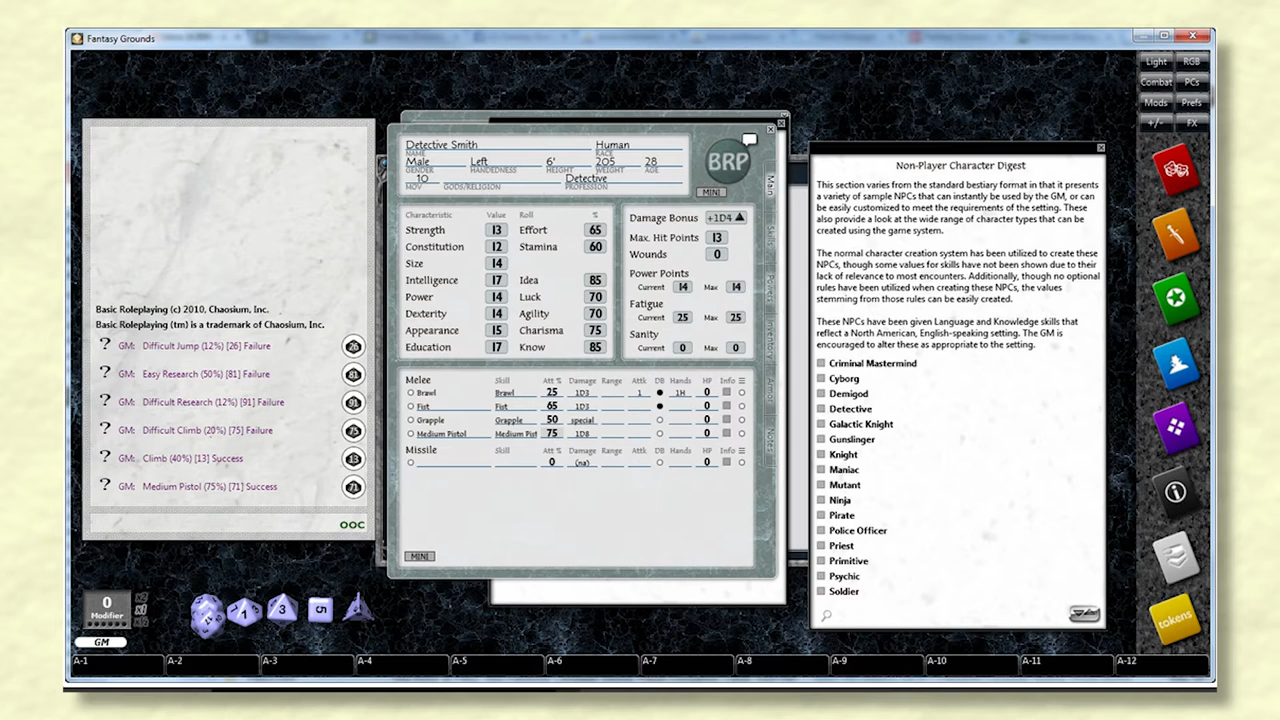 Fantasy Grounds
Light RGB
Combat PCs
Mods Prefs
+/- FX
Basic Roleplaying (c) 2010, Chaosium, Inc.
Basic Roleplaying (tm) is a trademark of Chaosium, Inc.
? GM: Difficult Jump (12%) [26] Failure 26
? GM: Easy Research (50%) [81] Failure 81
? GM: Difficult Research (12%) [91] Failure 91
? GM: Difficult Climb (20%) [75] Failure 75
? GM: Climb (40%) [13] Success 13
? GM: Medium Pistol (75%) [71] Success 71
OOC
Detective Smith Human
NAME RACE
Male Left 6' 205 28
GENDER HANDEDNESS HEIGHT WEIGHT AGE
10 Detective
MOV GODS/RELIGION PROFESSION
BRP
MINI
Main
Skills
Powers
Inventory
Armor
Notes
Characteristic Value Roll %
Strength 13 Effort 65
Constitution 12 Stamina 60
Size 14
Intelligence 17 Idea 85
Power 14 Luck 70
Dexterity 14 Agility 70
Appearance 15 Charisma 75
Education 17 Know 85
Damage Bonus +1D4
Max. Hit Points 13
Wounds 0
Power Points
Current 14 Max 14
Fatigue
Current 25 Max 25
Sanity
Current 0 Max 0
Melee Skill Att % Damage Range Attk DB Hands HP Info
Brawl Brawl 25 1D3 1 1H 0
Fist Fist 65 1D3 0
Grapple Grapple 50 special 0
Medium Pistol Medium Pist 75 1D8 0
Missile Skill Att % Damage Range Attk DB Hands HP Info
0 (na) 0
MINI
Non-Player Character Digest
This section varies from the standard bestiary format in that it presents
a variety of sample NPCs that can instantly be used by the GM, or can
be easily customized to meet the requirements of the setting. These
also provide a look at the wide range of character types that can be
created using the game system.
The normal character creation system has been utilized to create these
NPCs, though some values for skills have not been shown due to their
lack of relevance to most encounters. Additionally, though no optional
rules have been utilized when creating these NPCs, the values
stemming from those rules can be easily created.
These NPCs have been given Language and Knowledge skills that
reflect a North American, English-speaking setting. The GM is
encouraged to alter these as appropriate to the setting.
Criminal Mastermind
Cyborg
Demigod
Detective
Galactic Knight
Gunslinger
Knight
Maniac
Mutant
Ninja
Pirate
Police Officer
Priest
Primitive
Psychic
Soldier
tokens
0
Modifier
GM
1 3 5
A-1 A-2 A-3 A-4 A-5 A-6 A-7 A-8 A-9 A-10 A-11 A-12